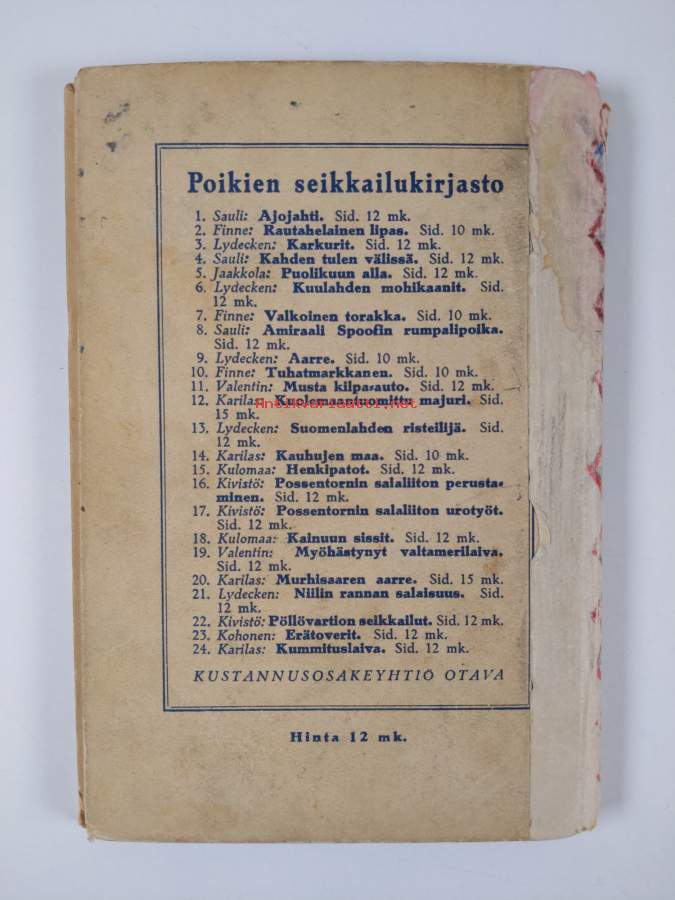 Poikien seikkailukirjasto
1. Sauli: Ajojahti. Sid. 12 mk.
2. Finne: Rautahelainen lipas. Sid. 10 mk.
3. Lydecken: Karkurit. Sid. 12 mk.
4. Sauli: Kahden tulen välissä. Sid. 12 mk.
5. Jaakkola: Puolikuun alla. Sid. 12 mk.
6. Lydecken: Kuulahden mohikaanit. Sid.
12 mk.
7. Finne: Valkoinen torakka. Sid. 10 mk.
8. Sauli: Amiraali Spoofin rumpalipoika.
Sid. 12 mk.
9. Lydecken: Aarre. Sid. 10 mk.
10. Finne: Tuhatmarkkanen. Sid. 10 mk.
11. Valentin: Musta kilpa-auto. Sid. 12 mk.
12. Karilas: Kuolemaantuomittu majuri. Sid.
Antikvariaatti.net
15 mk.
13. Lydecken: Suomenlahden risteilijä. Sid.
12 mk.
14. Karilas: Kauhujen maa. Sid. 10 mk.
15. Kulomaa: Henkipatot. Sid. 12 mk.
16. Kivistö: Possentornin salaliiton perusta-
minen. Sid. 12 mk.
17. Kivistö: Possentornin salaliiton urotyöt.
Sid. 12 mk.
18. Kulomaa: Kainuun sissit. Sid. 12 mk.
19. Valentin: Myöhästynyt valtamerilaiva.
Sid. 12 mk.
20. Karilas: Murhisaaren aarre. Sid. 15 mk.
21. Lydecken: Niilin rannan salaisuus. Sid.
12 mk.
22. Kivistö: Pöllövartion seikkailut. Sid. 12 mk.
23. Kohonen: Erätoverit. Sid. 12 mk.
24. Karilas: Kummituslaiva. Sid. 12 mk.
KUSTANNUSOSAKEYHTIÖ OTAVA
Hinta 12 mk.